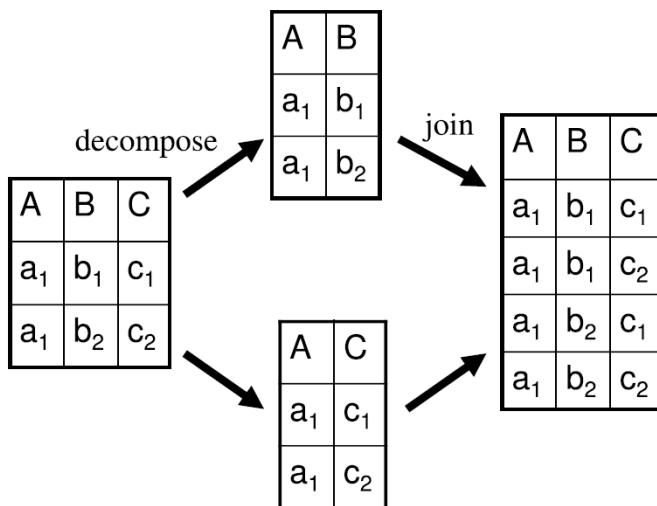 A B C
a₁ b₁ c₁
a₁ b₂ c₂
decompose
A B
a₁ b₁
a₁ b₂
A C
a₁ c₁
a₁ c₂
join
A B C
a₁ b₁ c₁
a₁ b₁ c₂
a₁ b₂ c₁
a₁ b₂ c₂